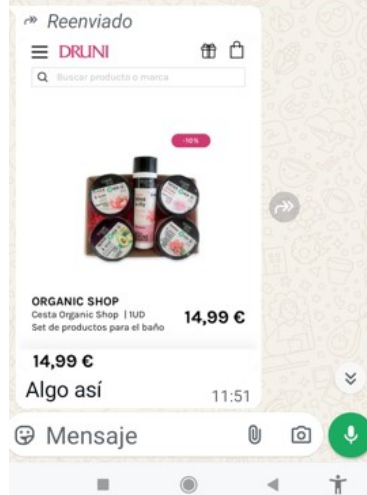 Reenviado
DRUNI
Buscar producto o marca
-10%
ORGANIC SHOP
Cesta Organic Shop | 1UD
Set de productos para el baño
14,99 €
14,99 €
Algo así
11:51
Mensaje